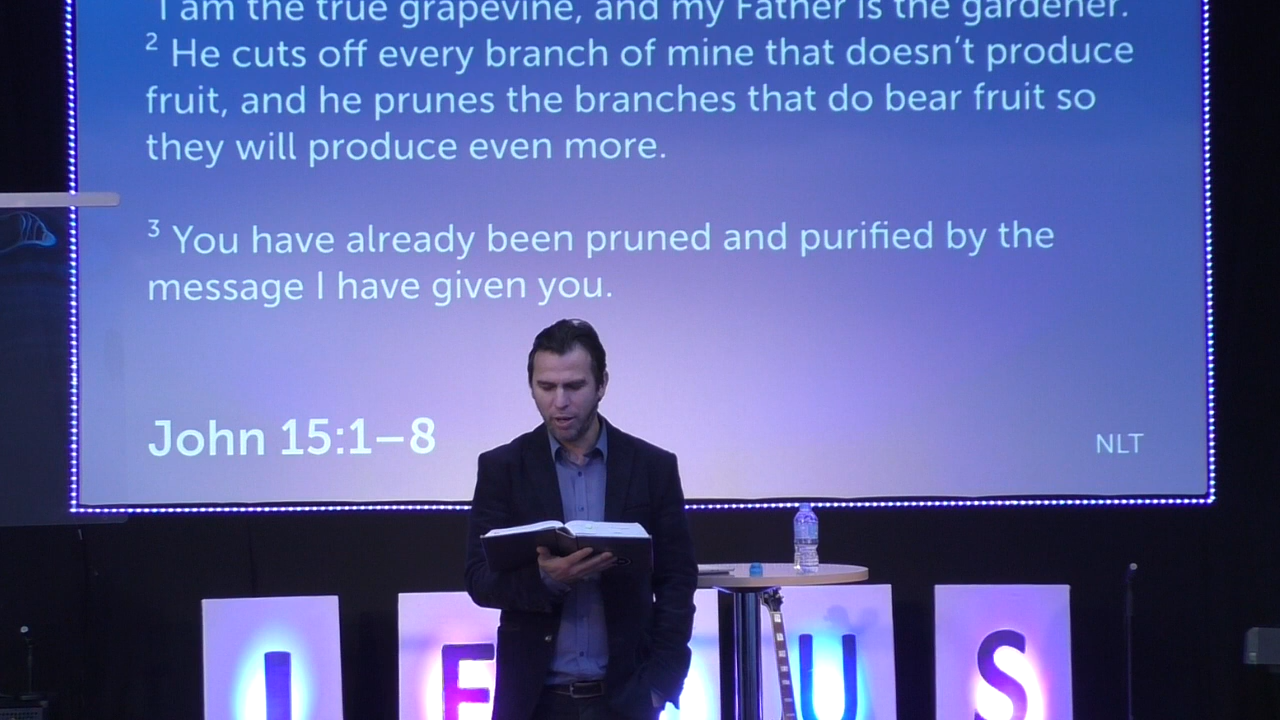 I am the true grapevine, and my Father is the gardener.
² He cuts off every branch of mine that doesn't produce
fruit, and he prunes the branches that do bear fruit so
they will produce even more.
³ You have already been pruned and purified by the
message I have given you.
John 15:1–8
NLT
J E U S